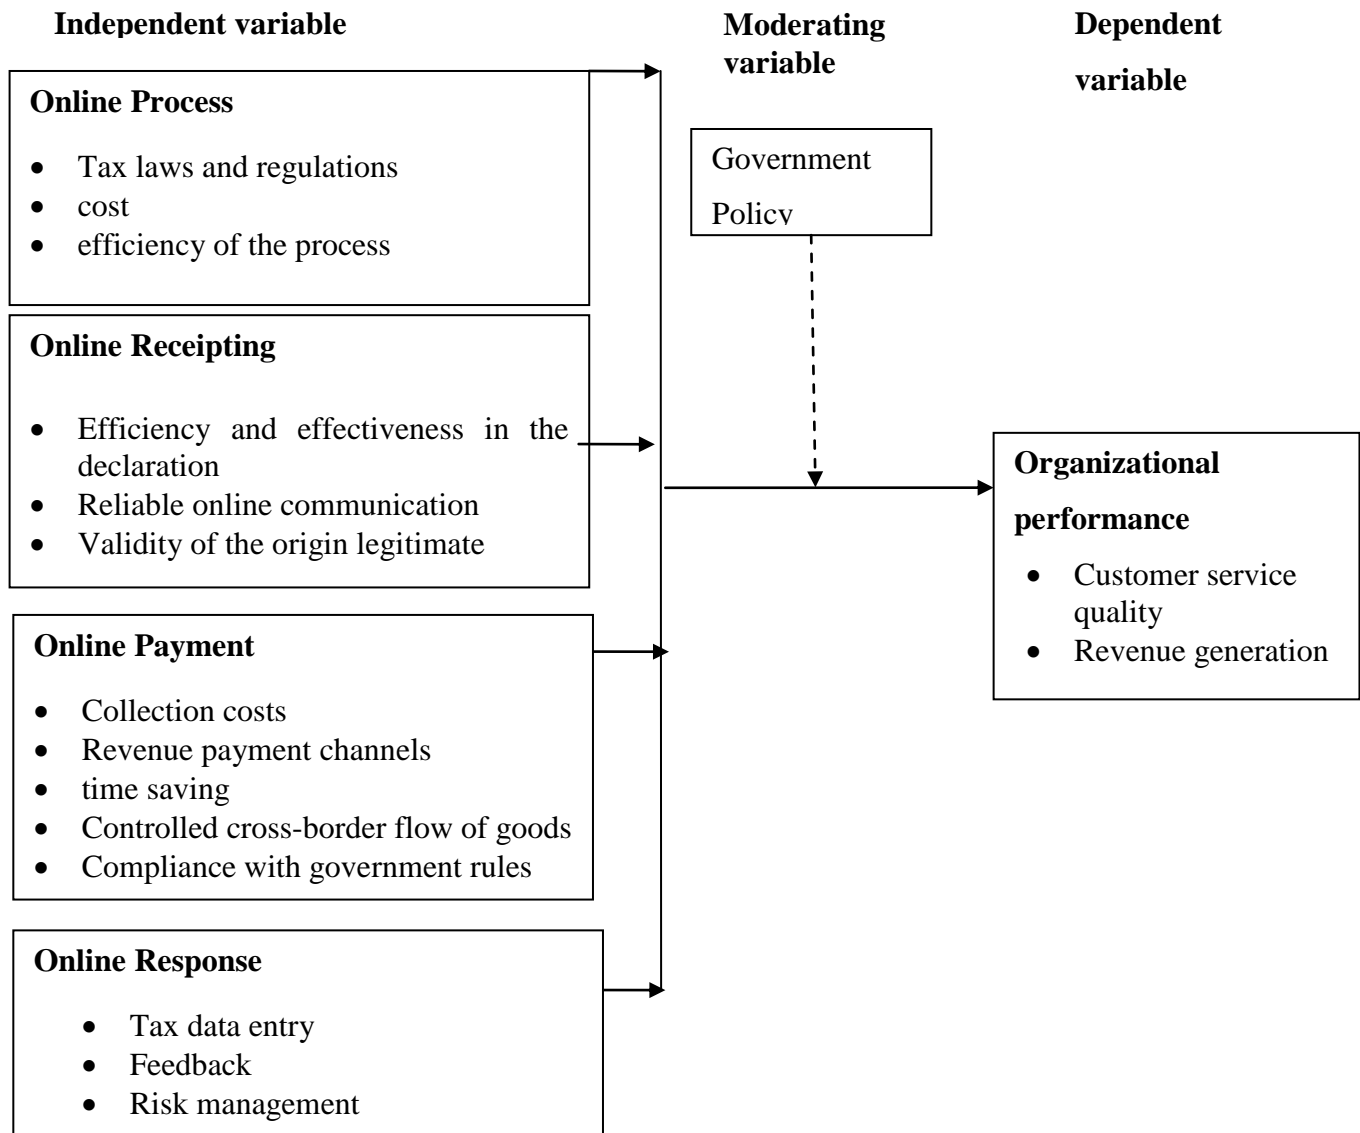 Independent variable
Moderating
variable
Dependent
variable
Online Process
• Tax laws and regulations
• cost
• efficiency of the process
Government
Policy
Online Receipting
• Efficiency and effectiveness in the
declaration
• Reliable online communication
• Validity of the origin legitimate
Organizational
performance
• Customer service
quality
• Revenue generation
Online Payment
• Collection costs
• Revenue payment channels
• time saving
• Controlled cross-border flow of goods
• Compliance with government rules
Online Response
• Tax data entry
• Feedback
• Risk management